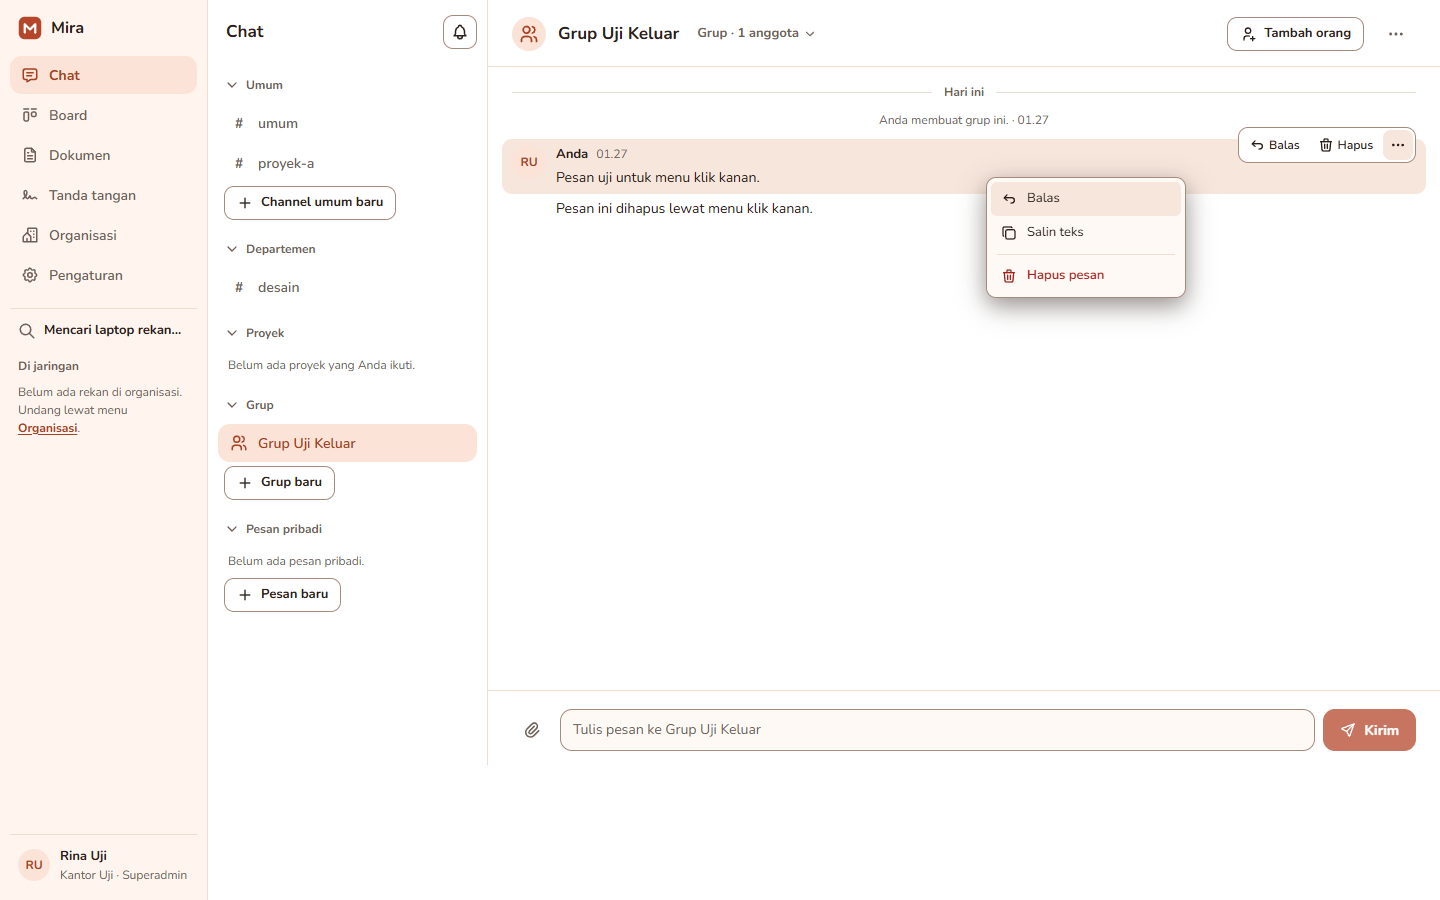 Mira
Chat
Board
Dokumen
Tanda tangan
Organisasi
Pengaturan
Mencari laptop rekan...
Di jaringan
Belum ada rekan di organisasi.
Undang lewat menu
Organisasi.
RU
Rina Uji
Kantor Uji · Superadmin
Chat
Umum
# umum
# proyek-a
+ Channel umum baru
Departemen
# desain
Proyek
Belum ada proyek yang Anda ikuti.
Grup
Grup Uji Keluar
+ Grup baru
Pesan pribadi
Belum ada pesan pribadi.
+ Pesan baru
Grup Uji Keluar Grup · 1 anggota
Tambah orang
Hari ini
Anda membuat grup ini. · 01.27
Balas Hapus
RU Anda 01.27
Pesan uji untuk menu klik kanan.
Pesan ini dihapus lewat menu klik kanan.
Balas
Salin teks
Hapus pesan
Tulis pesan ke Grup Uji Keluar
Kirim